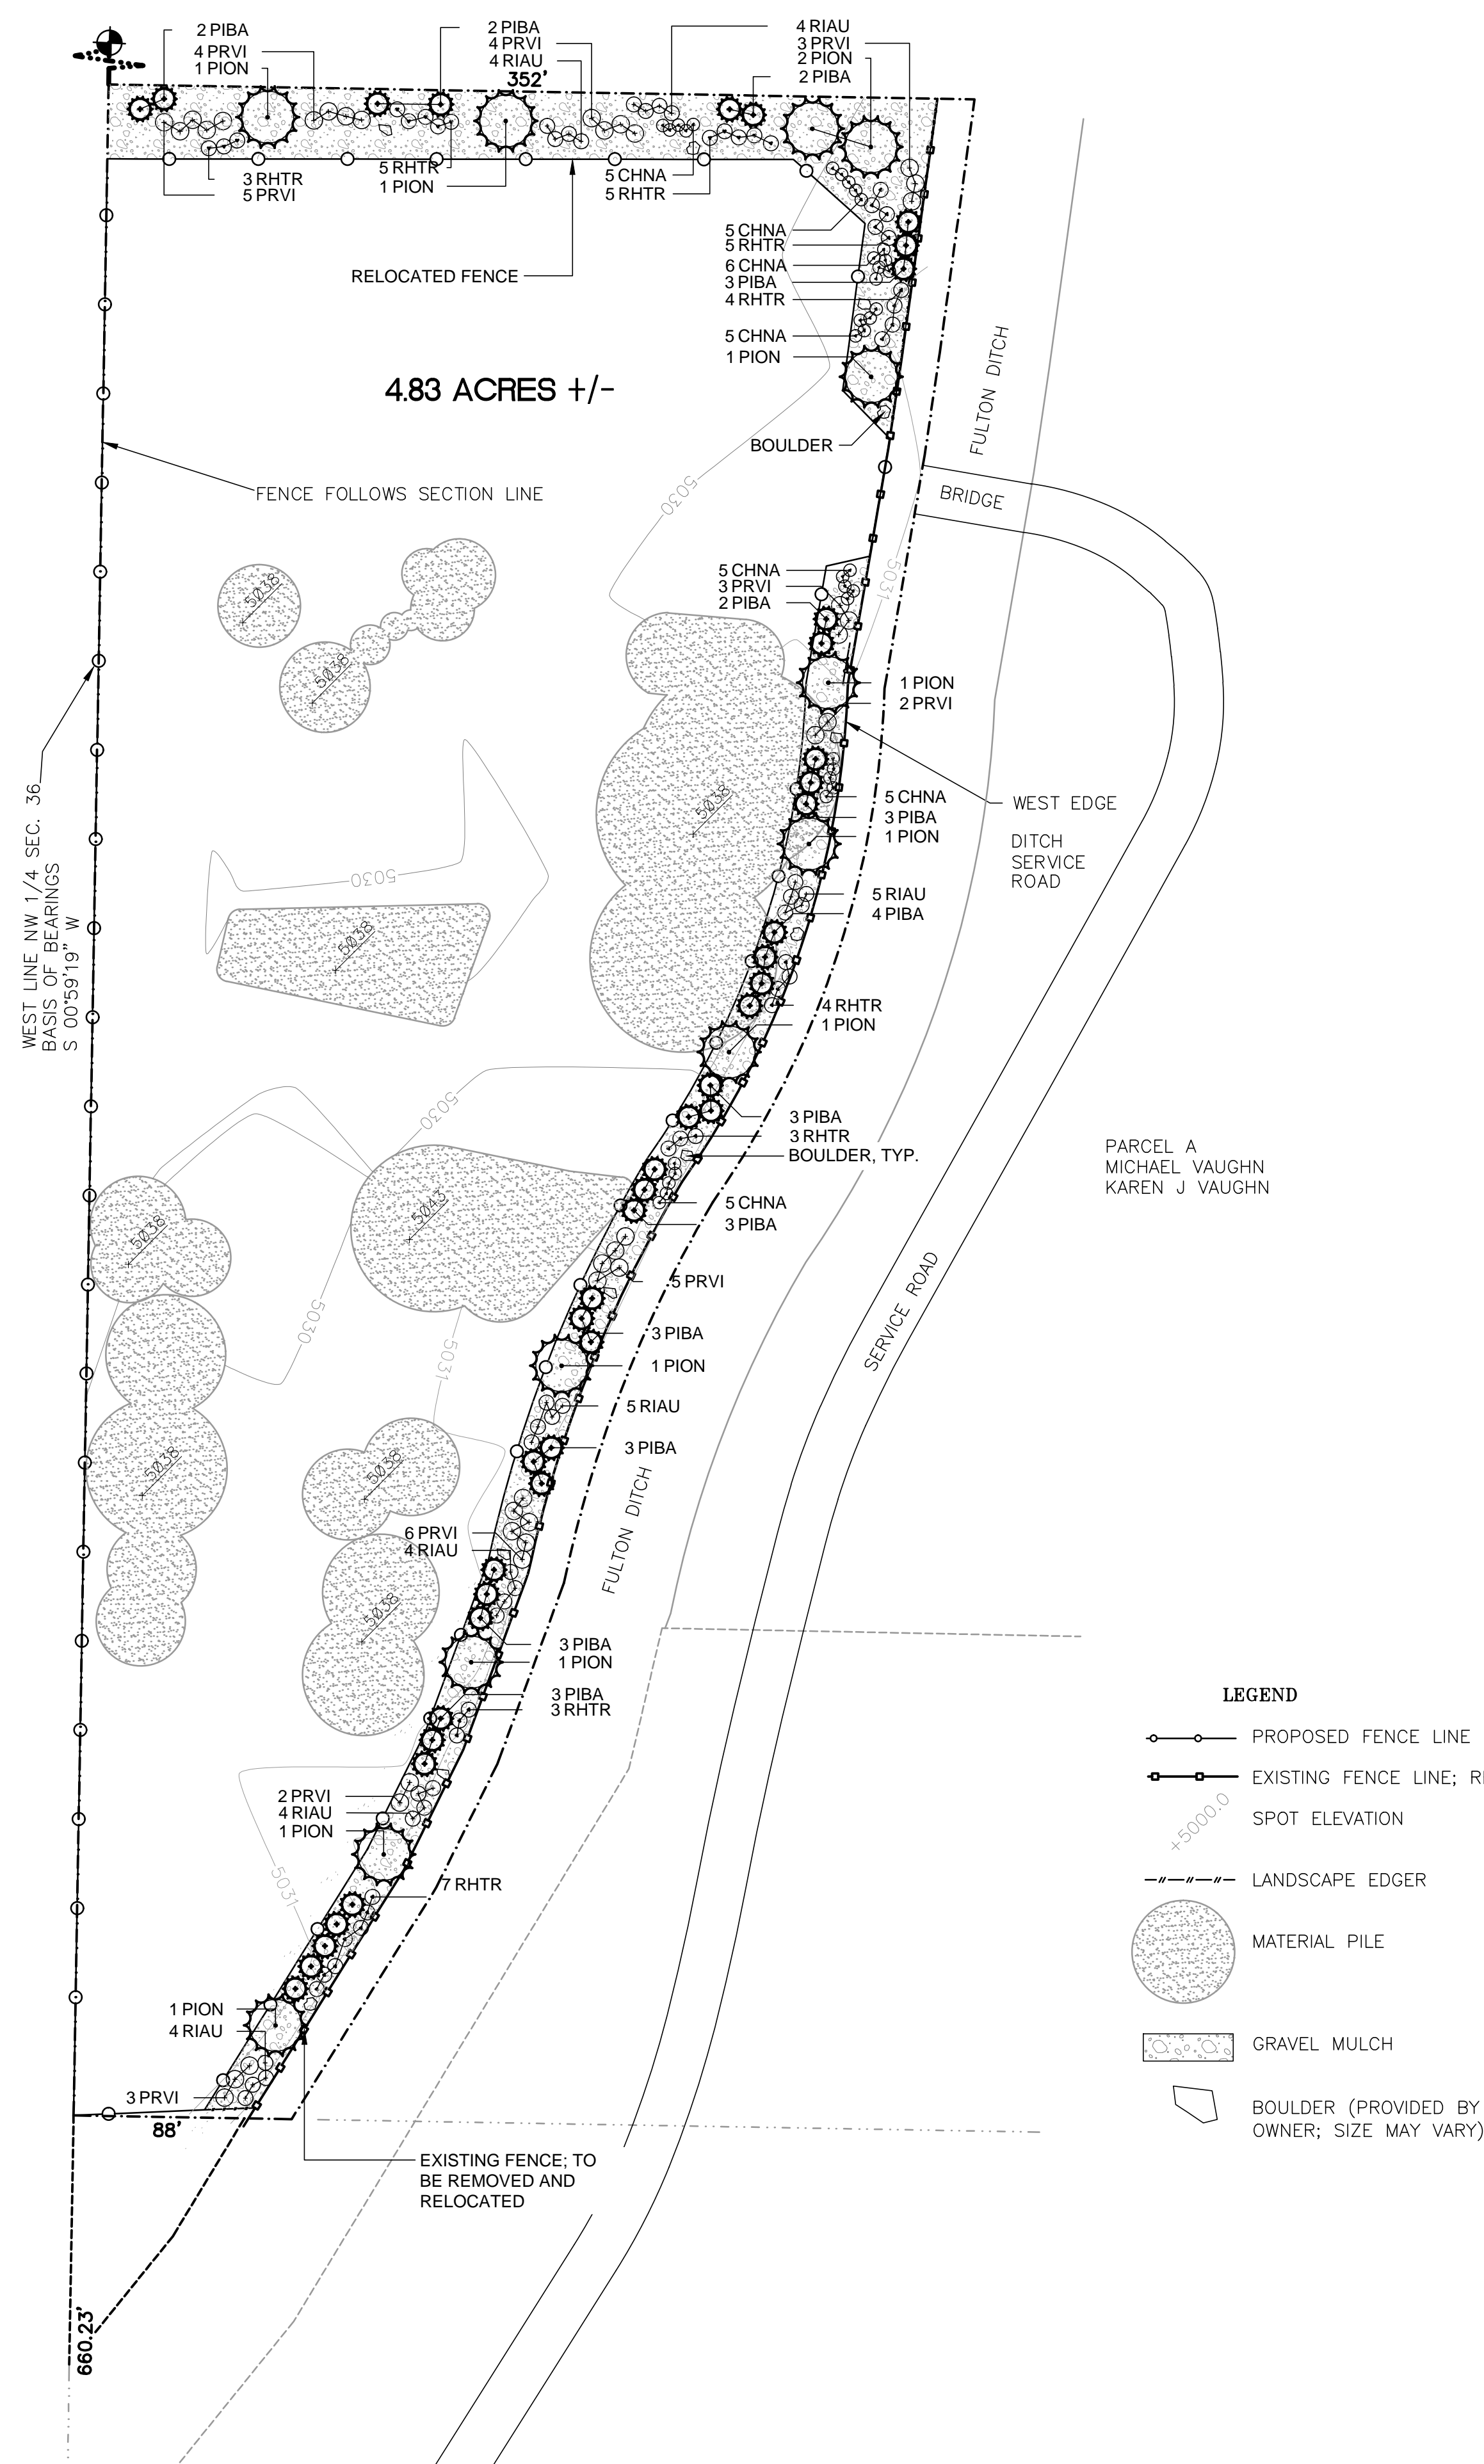 2 PIBA
4 PRVI
1 PION
2 PIBA
4 PRVI
4 RIAU
352'
4 RIAU
3 PRVI
2 PION
2 PIBA
3 RHTR
5 PRVI
5 RHTR
1 PION
5 CHNA
5 RHTR
5 CHNA
5 RHTR
6 CHNA
3 PIBA
4 RHTR
5 CHNA
1 PION
RELOCATED FENCE
FULTON DITCH
4.83 ACRES +/-
BOULDER
FENCE FOLLOWS SECTION LINE
5030
BRIDGE
5031
5038
5038
5 CHNA
3 PRVI
2 PIBA
1 PION
2 PRVI
5038
5 CHNA
3 PIBA
1 PION
WEST EDGE
DITCH
SERVICE
ROAD
WEST LINE NW 1/4 SEC. 36
BASIS OF BEARINGS
S 00°59'19" W
5030
5038
5 RIAU
4 PIBA
4 RHTR
1 PION
5030
3 PIBA
3 RHTR
BOULDER, TYP.
PARCEL A
MICHAEL VAUGHN
KAREN J VAUGHN
5038
5043
5 CHNA
3 PIBA
5 PRVI
5030
5031
3 PIBA
1 PION
SERVICE ROAD
5 RIAU
3 PIBA
5038
5038
FULTON DITCH
6 PRVI
4 RIAU
5038
3 PIBA
1 PION
3 PIBA
3 RHTR
2 PRVI
4 RIAU
1 PION
5031
7 RHTR
1 PION
4 RIAU
3 PRVI
88'
EXISTING FENCE; TO
BE REMOVED AND
RELOCATED
660.23'
LEGEND
PROPOSED FENCE LINE
EXISTING FENCE LINE;
+5000.0
SPOT ELEVATION
LANDSCAPE EDGER
MATERIAL PILE
GRAVEL MULCH
BOULDER (PROVIDED BY
OWNER; SIZE MAY VARY)